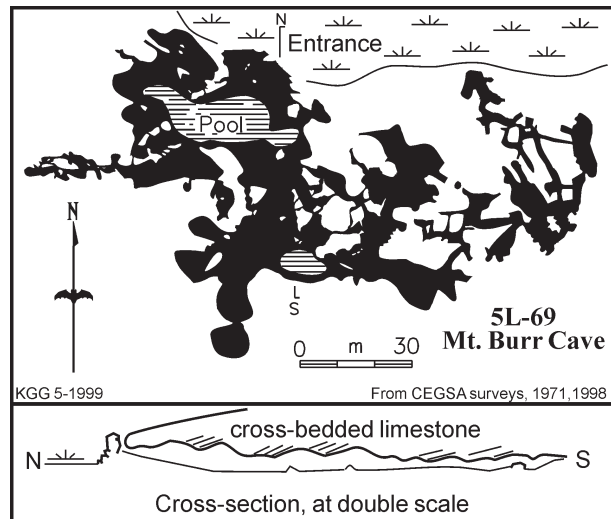 N
Entrance
Pool
N
S
5L-69
Mt. Burr Cave
0 m 30
KGG 5-1999
From CEGSA surveys, 1971,1998
cross-bedded limestone
N
S
Cross-section, at double scale